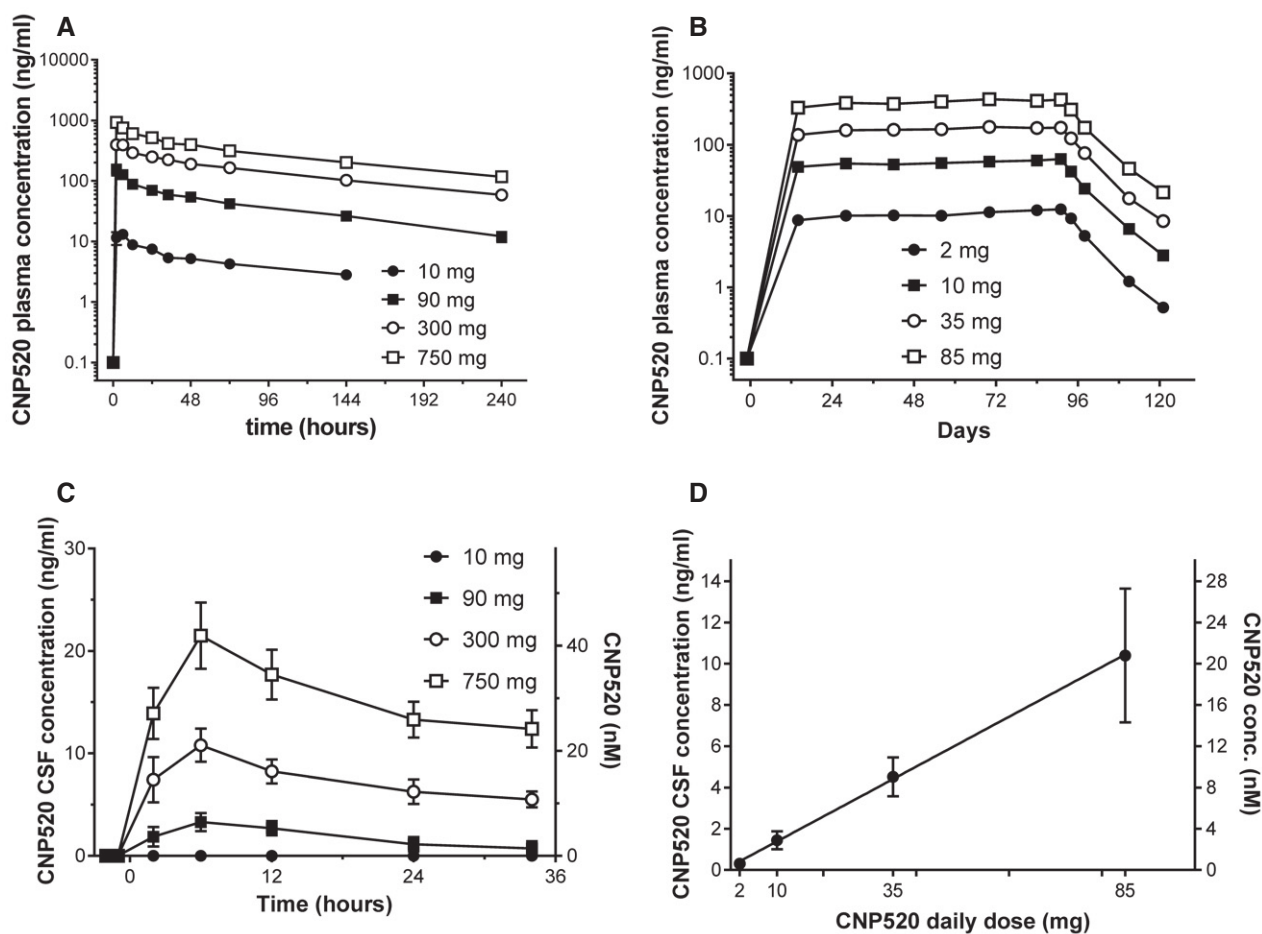 A
CNP520 plasma concentration (ng/ml)
10000
1000
100
10
1
0.1
0 48 96 144 192 240
time (hours)
10 mg
90 mg
300 mg
750 mg
B
CNP520 plasma concentration (ng/ml)
1000
100
10
1
0.1
0 24 48 72 96 120
Days
2 mg
10 mg
35 mg
85 mg
C
CNP520 CSF concentration (ng/ml)
30
20
10
0
0 12 24 36
Time (hours)
10 mg
90 mg
300 mg
750 mg
40
20
0
CNP520 (nM)
D
CNP520 CSF concentration (ng/ml)
14
12
10
8
6
4
2
0
2 10 35 85
CNP520 daily dose (mg)
28
24
20
16
12
8
4
0
CNP520 conc. (nM)